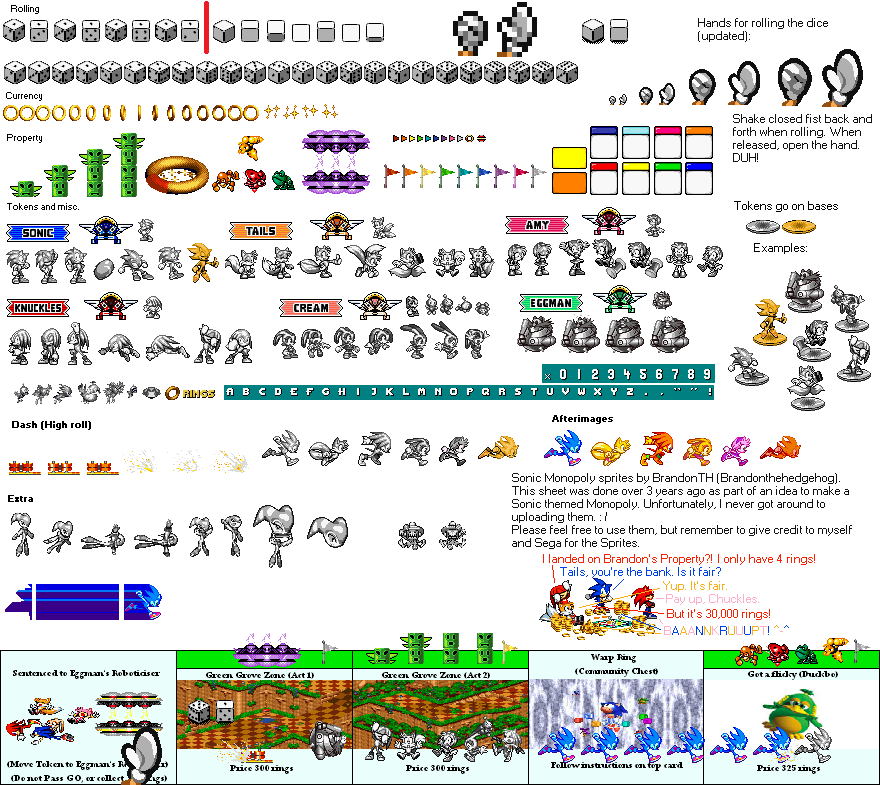 Rolling
Hands for rolling the dice
(updated):
Currency
Shake closed fist back and
forth when rolling. When
released, open the hand.
DUH!
Property
Tokens and misc.
Tokens go on bases
Examples:
SONIC
TAILS
AMY
KNUCKLES
CREAM
EGGMAN
× 0 1 2 3 4 5 6 7 8 9
RINGS
A B C D E F G H I J K L M N O P Q R S T U V W X Y Z . , " " !
Dash (High roll)
Afterimages
Sonic Monopoly sprites by BrandonTH (Brandonthehedgehog).
This sheet was done over 3 years ago as part of an idea to make a
Sonic themed Monopoly. Unfortunately, I never got around to
uploading them. : /
Please feel free to use them, but remember to give credit to myself
and Sega for the Sprites.
Extra
I landed on Brandon's Property?! I only have 4 rings!
Tails, you're the bank. Is it fair?
Yup. It's fair.
Pay up, Chuckles.
But it's 30,000 rings!
BAAANNKRUUUPT! ^-^
Sentenced to Eggman's Roboticiser
(Move Token to Eggman's
(Do not Pass GO, or collect
Green Grove Zone (Act 1)
Price 300 rings
Green Grove Zone (Act 2)
Price 300 rings
Warp Ring
(Community Chest)
Follow instructions on top card
Got a flicky (Duckbo)
Price 325 rings